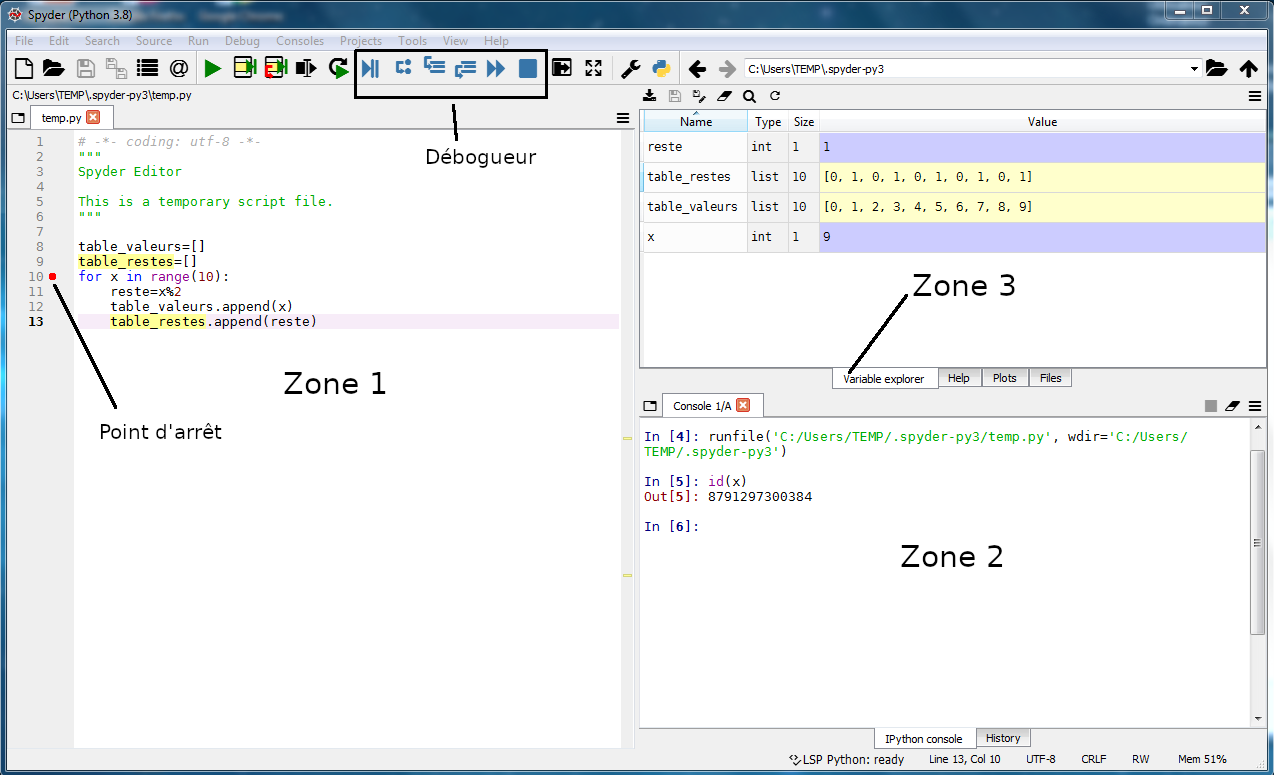 Spyder (Python 3.8)
File Edit Search Source Run Debug Consoles Projects Tools View Help
C:\Users\TEMP\.spyder-py3
C:\Users\TEMP\.spyder-py3\temp.py
temp.py
Débogueur
1 # -*- coding: utf-8 -*-
2 """
3 Spyder Editor
4
5 This is a temporary script file.
6 """
7
8 table_valeurs=[]
9 table_restes=[]
10 for x in range(10):
11 reste=x%2
12 table_valeurs.append(x)
13 table_restes.append(reste)
Zone 1
Point d'arrêt
Name Type Size Value
reste int 1 1
table_restes list 10 [0, 1, 0, 1, 0, 1, 0, 1, 0, 1]
table_valeurs list 10 [0, 1, 2, 3, 4, 5, 6, 7, 8, 9]
x int 1 9
Zone 3
Variable explorer Help Plots Files
Console 1/A
In [4]: runfile('C:/Users/TEMP/.spyder-py3/temp.py', wdir='C:/Users/
TEMP/.spyder-py3')
In [5]: id(x)
Out[5]: 8791297300384
In [6]:
Zone 2
IPython console History
LSP Python: ready Line 13, Col 10 UTF-8 CRLF RW Mem 51%